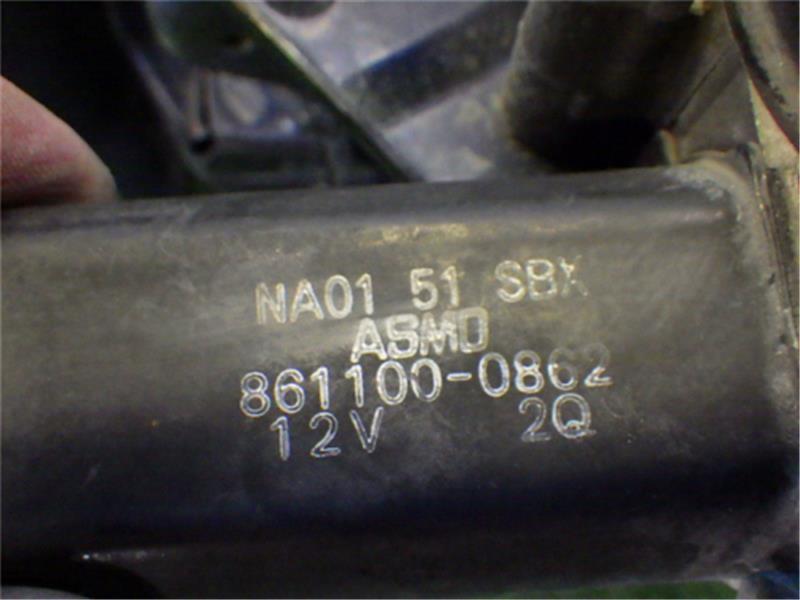 NA01 51 SBX
ASMO
861100-0862
12V 2Q